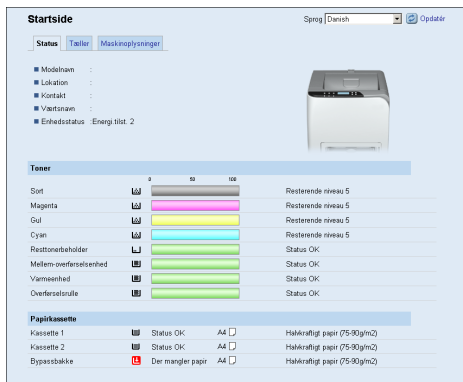 Startside
Sprog Danish Opdatér
Status Tæller Maskinoplysninger
Modelnavn :
Lokation :
Kontakt :
Værtsnavn :
Enhedsstatus :Energi.tilst. 2
Toner
0 50 100
Sort Resterende niveau 5
Magenta Resterende niveau 5
Gul Resterende niveau 5
Cyan Resterende niveau 5
Resttonerbeholder Status OK
Mellem-overførselsenhed Status OK
Varmeenhed Status OK
Overførselsrulle Status OK
Papirkassette
Kassette 1 Status OK A4 Halvkraftigt papir (75-90g/m2)
Kassette 2 Status OK A4 Halvkraftigt papir (75-90g/m2)
Bypassbakke Der mangler papir A4 Halvkraftigt papir (75-90g/m2)